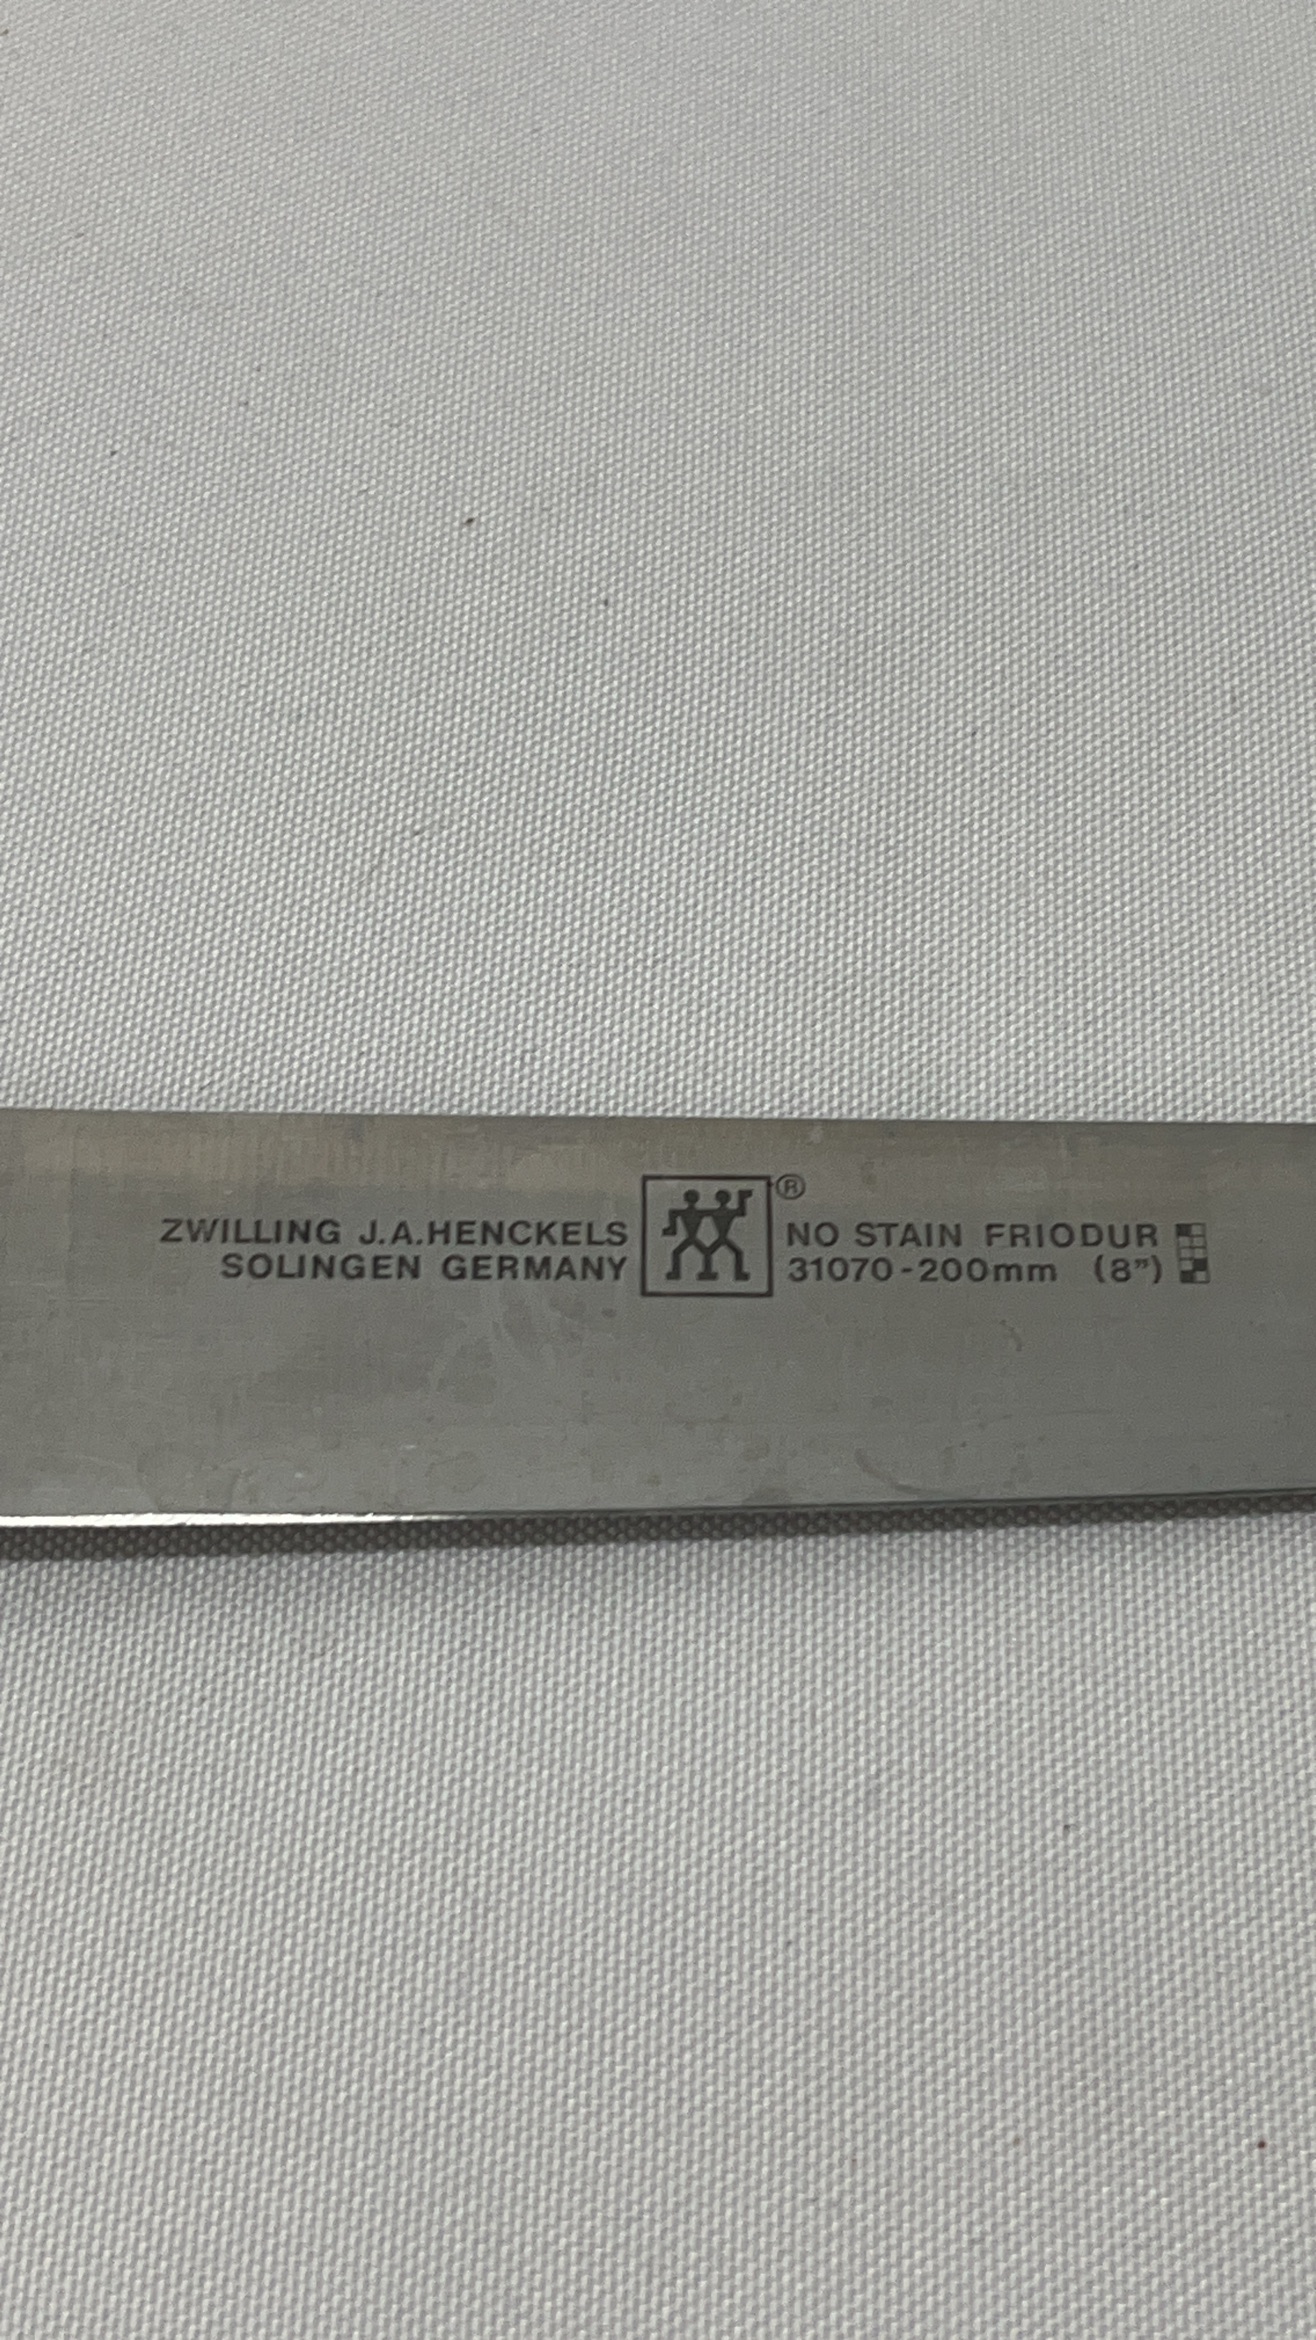 ZWILLING J.A.HENCKELS
SOLINGEN GERMANY
®
NO STAIN FRIODUR
31070-200mm (8”)